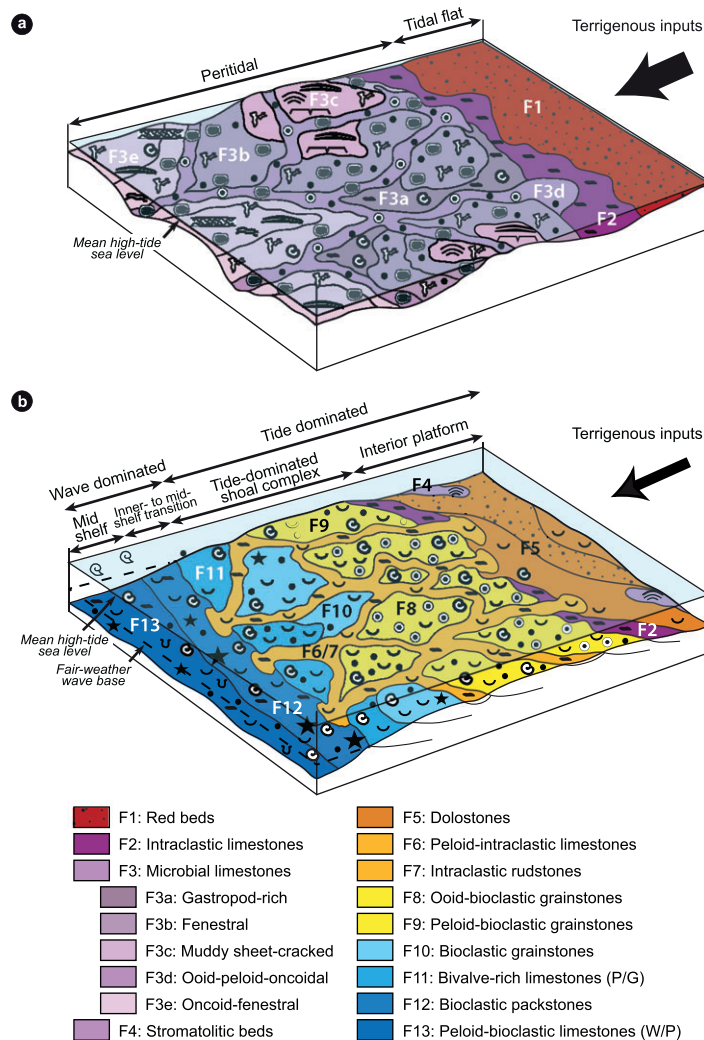 a
Tidal flat
Terrigenous inputs
Peritidal
F3c
F1
F3e
F3b
F3a
F3d
F2
Mean high-tide
sea level
b
Tide dominated
Terrigenous inputs
Wave dominated
Interior platform
Tide-dominated
shoal complex
Mid
shelf
Inner- to mid-
shelf transition
F4
F9
F5
F11
F10
F8
F13
F2
Mean high-tide
sea level
F6/7
Fair-weather
wave base
F12
F1: Red beds
F2: Intraclastic limestones
F3: Microbial limestones
F3a: Gastropod-rich
F3b: Fenestral
F3c: Muddy sheet-cracked
F3d: Ooid-peloid-oncoidal
F3e: Oncoid-fenestral
F4: Stromatolitic beds
F5: Dolostones
F6: Peloid-intraclastic limestones
F7: Intraclastic rudstones
F8: Ooid-bioclastic grainstones
F9: Peloid-bioclastic grainstones
F10: Bioclastic grainstones
F11: Bivalve-rich limestones (P/G)
F12: Bioclastic packstones
F13: Peloid-bioclastic limestones (W/P)